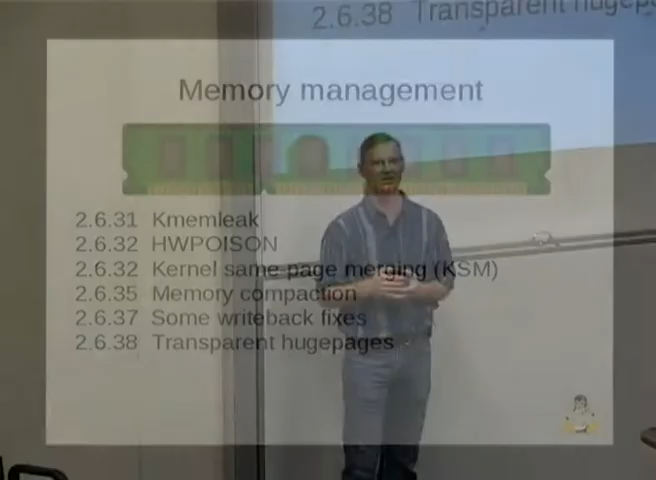 2.6.38 Transparent hugep
Memory management
2.6.31 Kmemleak
2.6.32 HWPOISON
2.6.32 Kernel same page merging (KSM)
2.6.35 Memory compaction
2.6.37 Some writeback fixes
2.6.38 Transparent hugepages